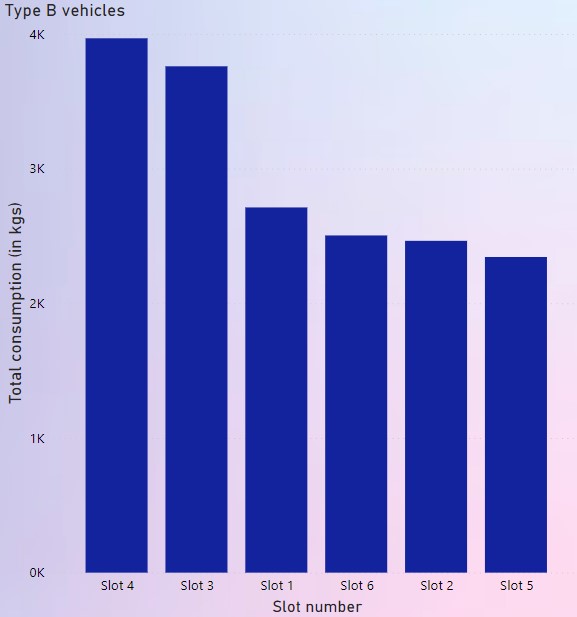 Type B vehicles
Total consumption (in kgs)
4K
3K
2K
1K
0K
Slot 4 Slot 3 Slot 1 Slot 6 Slot 2 Slot 5
Slot number